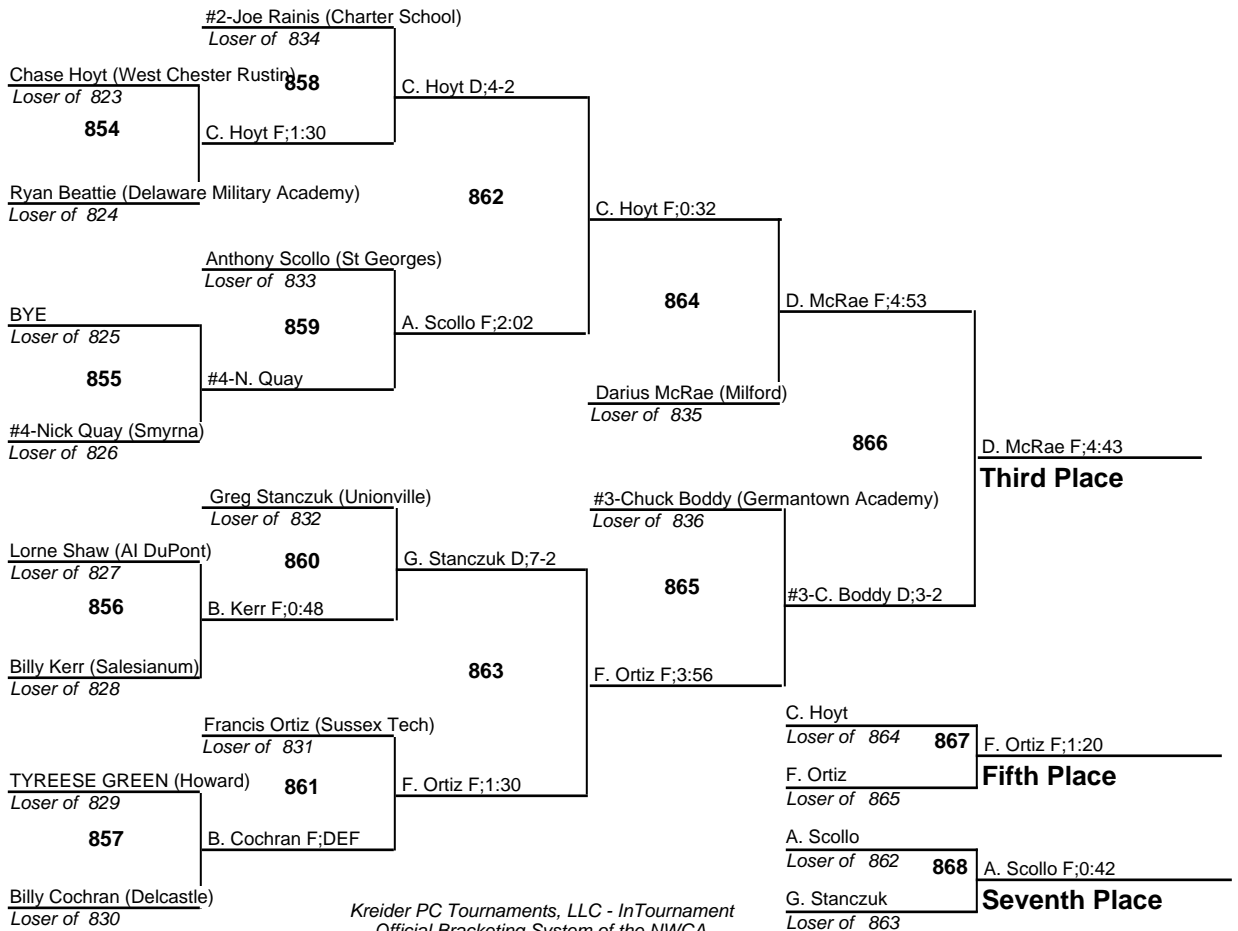 #2-Joe Rainis (Charter School)
Loser of 834
Chase Hoyt (West Chester Rustin)
858
C. Hoyt D;4-2
Loser of 823
854
C. Hoyt F;1:30
Ryan Beattie (Delaware Military Academy)
862
Loser of 824
C. Hoyt F;0:32
Anthony Scollo (St Georges)
Loser of 833
864
D. McRae F;4:53
BYE
859
A. Scollo F;2:02
Loser of 825
855
#4-N. Quay
Darius McRae (Milford)
Loser of 835
#4-Nick Quay (Smyrna)
866
D. McRae F;4:43
Loser of 826
Third Place
Greg Stanczuk (Unionville)
#3-Chuck Boddy (Germantown Academy)
Loser of 832
Loser of 836
Lorne Shaw (AI DuPont)
860
G. Stanczuk D;7-2
Loser of 827
865
856
B. Kerr F;0:48
#3-C. Boddy D;3-2
Billy Kerr (Salesianum)
863
F. Ortiz F;3:56
Loser of 828
Francis Ortiz (Sussex Tech)
C. Hoyt
Loser of 831
Loser of 864
867
F. Ortiz F;1:20
TYREESE GREEN (Howard)
861
F. Ortiz F;1:30
F. Ortiz
Fifth Place
Loser of 829
Loser of 865
857
B. Cochran F;DEF
A. Scollo
Loser of 862
868
A. Scollo F;0:42
Billy Cochran (Delcastle)
G. Stanczuk
Seventh Place
Loser of 830
Loser of 863
Kreider PC Tournaments, LLC - InTournament
Official Bracketing System of the NWCA